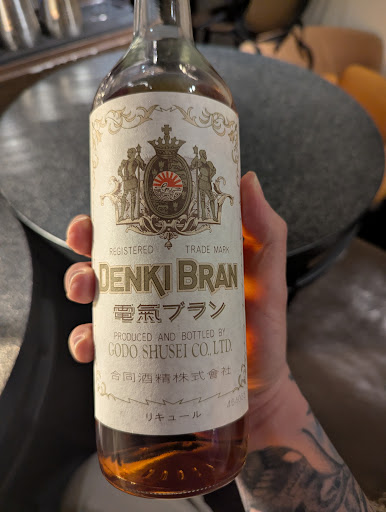 REGISTERED TRADE MARK
DENKI BRAN
電氣ブラン
PRODUCED AND BOTTLED BY
GODO SHUSEI CO., LTD.
合同酒精株式會社
リキュール